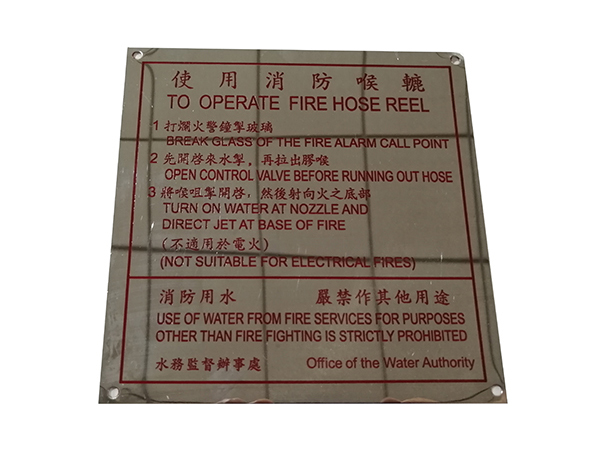 使用消防喉轆
TO OPERATE FIRE HOSE REEL
1 打爛火警鐘掣玻璃
BREAK GLASS OF THE FIRE ALARM CALL POINT
2 先開啓來水掣，再拉出膠喉
OPEN CONTROL VALVE BEFORE RUNNING OUT HOSE
3 將喉咀掣開啓，然後射向火之底部
TURN ON WATER AT NOZZLE AND
DIRECT JET AT BASE OF FIRE
（不適用於電火）
(NOT SUITABLE FOR ELECTRICAL FIRES)
消防用水 嚴禁作其他用途
USE OF WATER FROM FIRE SERVICES FOR PURPOSES
OTHER THAN FIRE FIGHTING IS STRICTLY PROHIBITED
水務監督辦事處 Office of the Water Authority